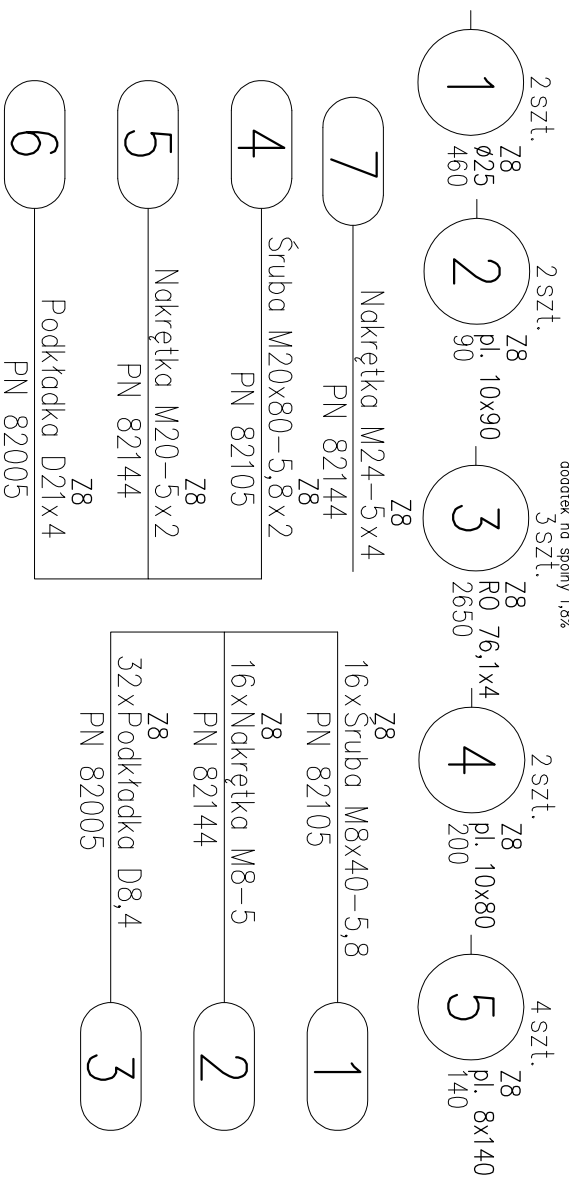 dodatek na spoiny 1,8%
2 szt.
1
Z8
ø25
460
2 szt.
2
Z8
pl. 10x90
90
3 szt.
3
Z8
RO 76,1x4
2650
2 szt.
4
Z8
pl. 10x80
200
4 szt.
5
Z8
pl. 8x140
140
7
Z8
Nakrętka M24-5x4
PN 82144
4
Z8
Śruba M20x80-5,8x2
PN 82105
5
Z8
Nakrętka M20-5x2
PN 82144
6
Z8
Podkładka D21x4
PN 82005
Z8
16xŚruba M8x40-5,8
PN 82105
1
Z8
16xNakrętka M8-5
PN 82144
2
Z8
32xPodkładka D8,4
PN 82005
3